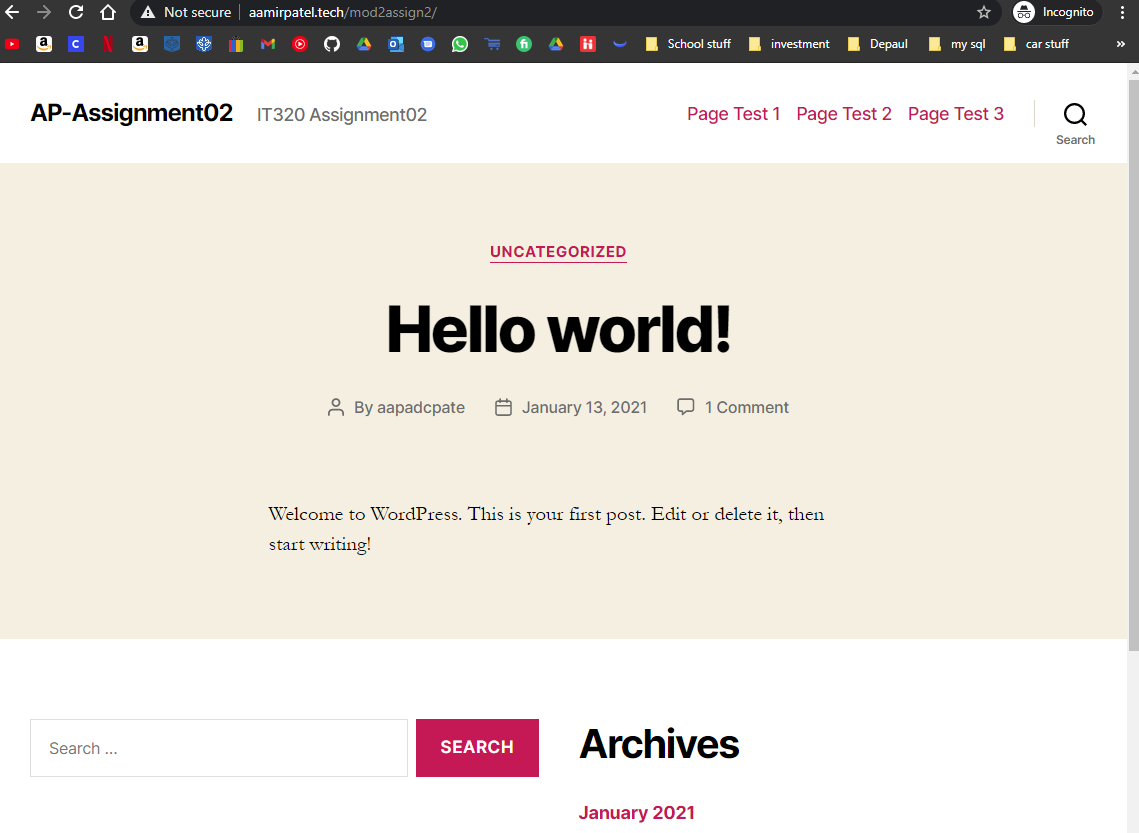 Not secure aamirpatel.tech/mod2assign2/ Incognito
School stuff investment Depaul my sql car stuff »
AP-Assignment02 IT320 Assignment02 Page Test 1 Page Test 2 Page Test 3
Search
UNCATEGORIZED
Hello world!
By aapadcpate January 13, 2021 1 Comment
Welcome to WordPress. This is your first post. Edit or delete it, then
start writing!
Search … SEARCH Archives
January 2021